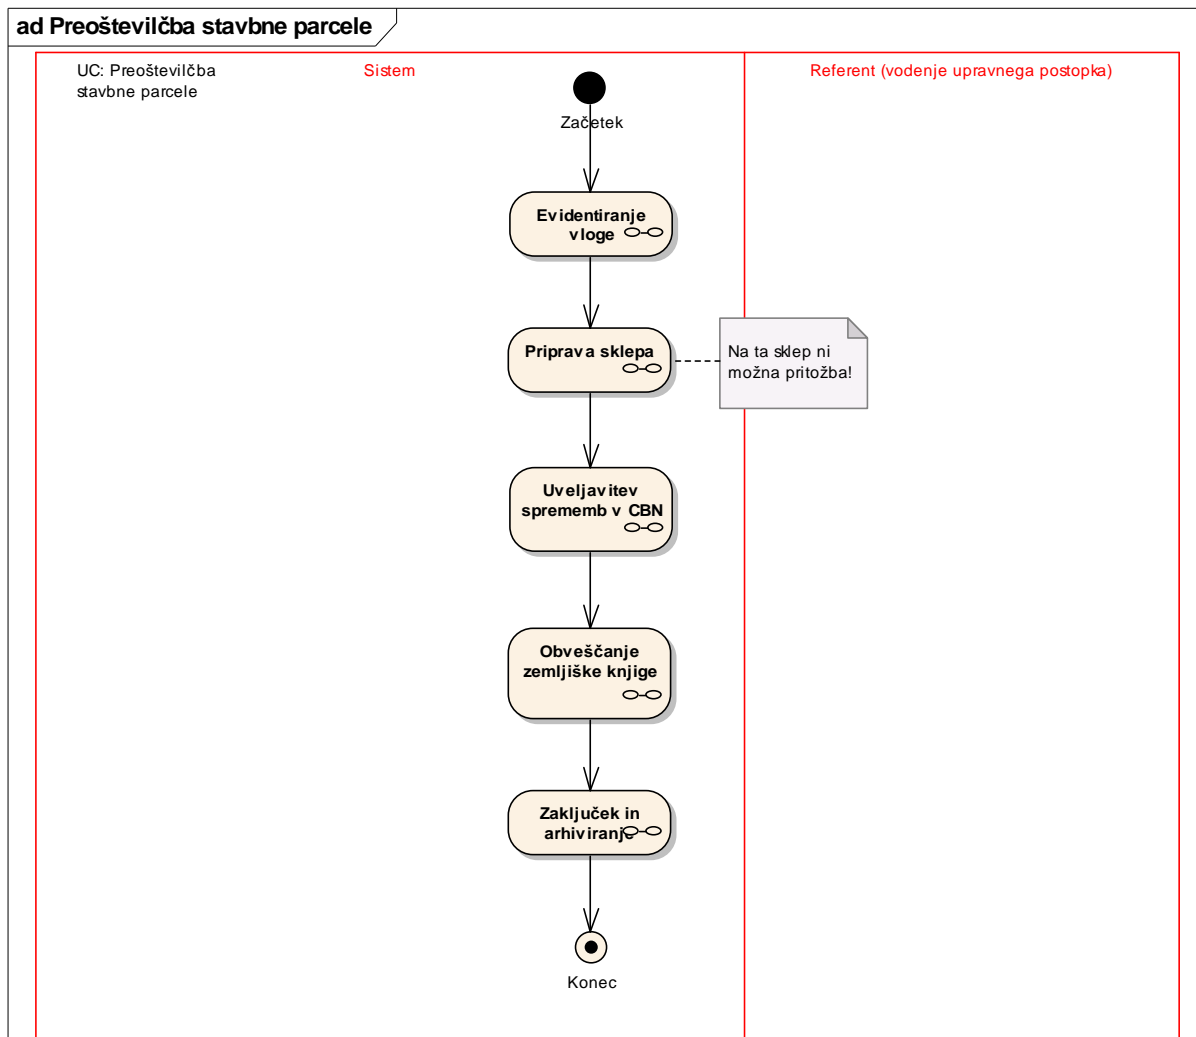 ad Preoštevilčba stavbne parcele
UC: Preoštevilčba
stavbne parcele
Sistem
Referent (vodenje upravnega postopka)
Začetek
Evidentiranje
vloge
Priprava sklepa
Na ta sklep ni
možna pritožba!
Uveljavitev
sprememb v CBN
Obveščanje
zemljiške knjige
Zaključek in
arhiviranje
Konec